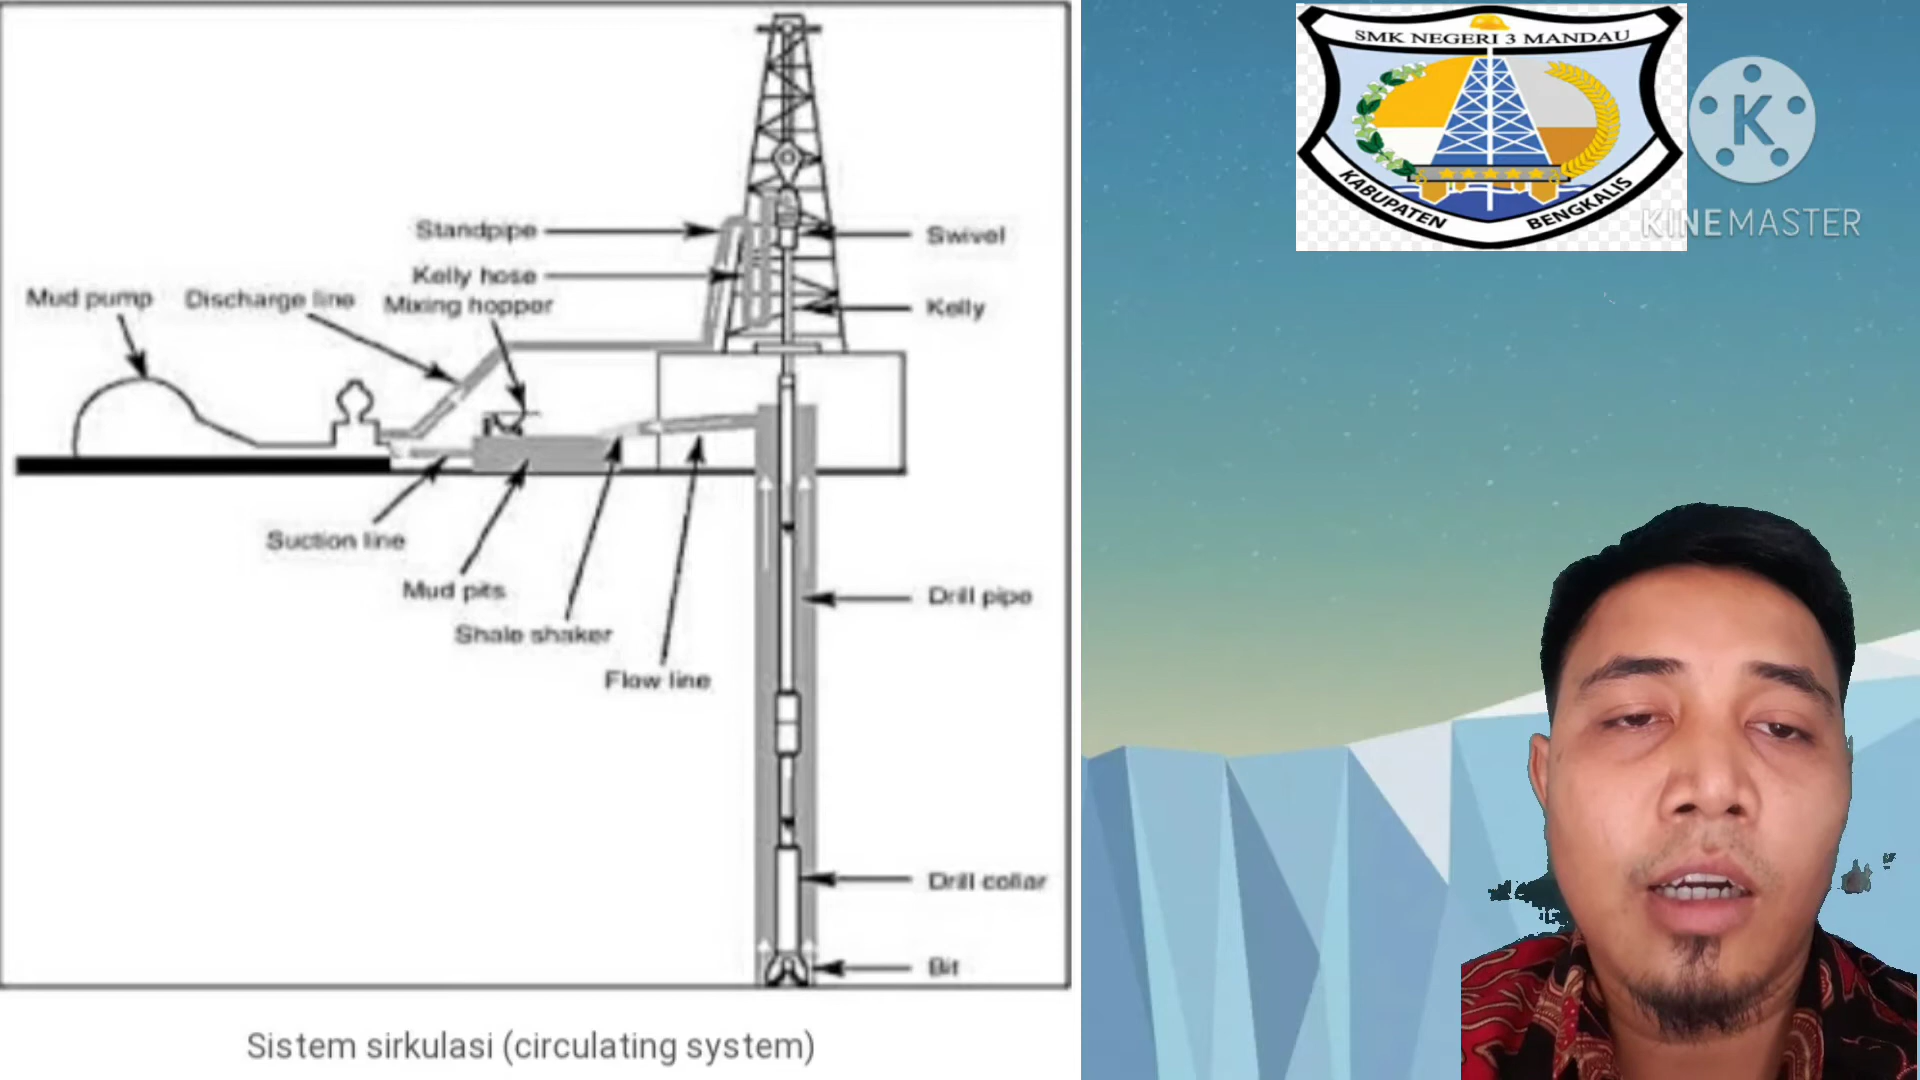 Standpipe
Swivel
Kelly hose
Mud pump
Discharge line
Mixing hopper
Kelly
Suction line
Mud pits
Drill pipe
Shale shaker
Flow line
Drill collar
Bit
Sistem sirkulasi (circulating system)
SMK NEGERI 3 MANDAU
KABUPATEN BENGKALIS
K
KINEMASTER